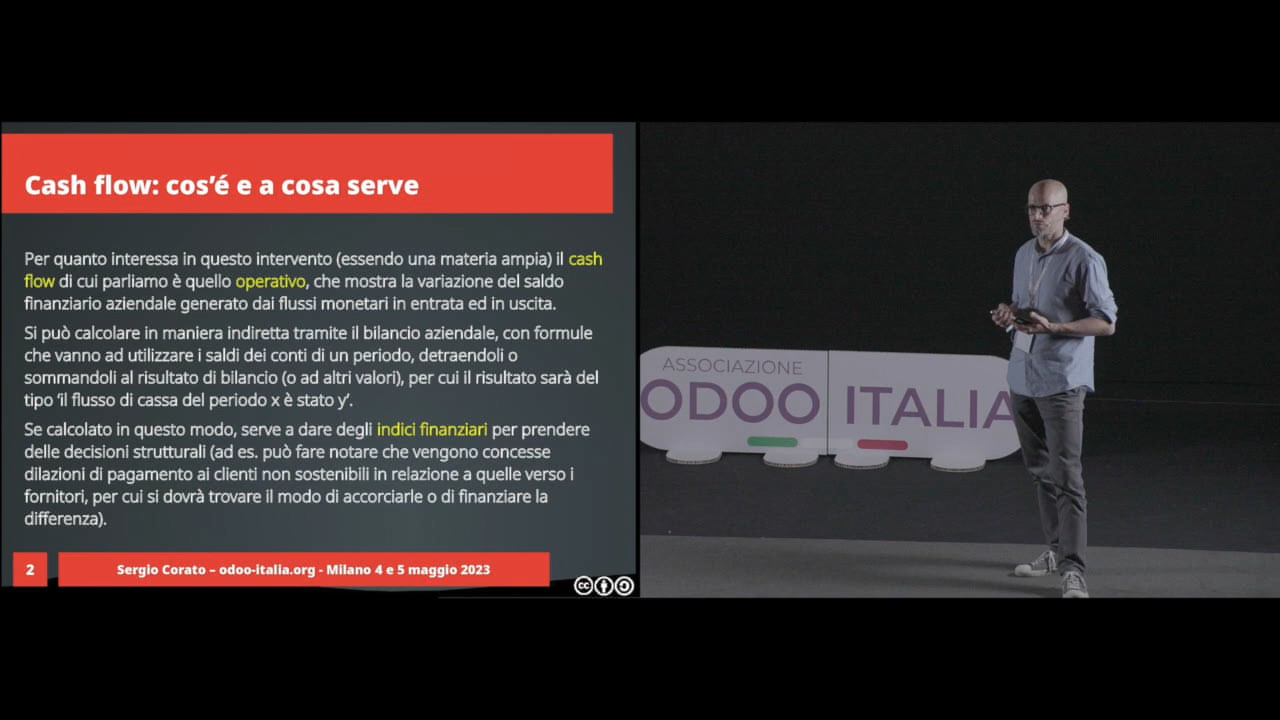 Cash flow: cos’é e a cosa serve
Per quanto interessa in questo intervento (essendo una materia ampia) il cash
flow di cui parliamo è quello operativo, che mostra la variazione del saldo
finanziario aziendale generato dai flussi monetari in entrata ed in uscita.
Si può calcolare in maniera indiretta tramite il bilancio aziendale, con formule
che vanno ad utilizzare i saldi dei conti di un periodo, detraendoli o
sommandoli al risultato di bilancio (o ad altri valori), per cui il risultato sarà del
tipo ‘il flusso di cassa del periodo x è stato y’.
Se calcolato in questo modo, serve a dare degli indici finanziari per prendere
delle decisioni strutturali (ad es. può fare notare che vengono concesse
dilazioni di pagamento ai clienti non sostenibili in relazione a quelle verso i
fornitori, per cui si dovrà trovare il modo di accorciarle o di finanziare la
differenza).
2
Sergio Corato – odoo-italia.org - Milano 4 e 5 maggio 2023
cc
ASSOCIAZIONE
ODOO ITALIA